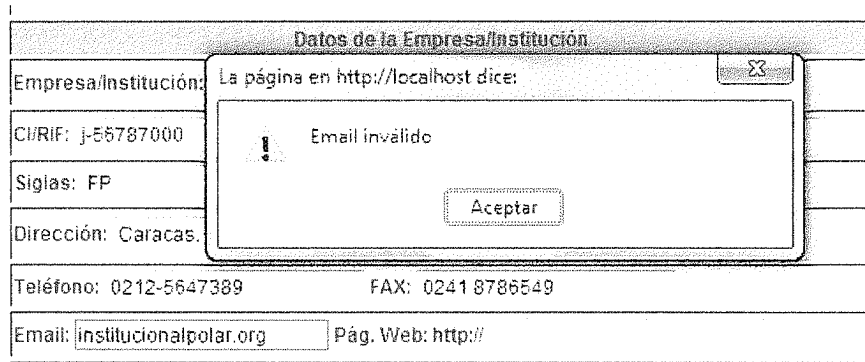 Datos de la Empresa/Institución
Empresa/Institución:
La página en http://localhost dice:
CI/RIF: j-55787000
Email inválido
Siglas: FP
Aceptar
Dirección: Caracas.
Teléfono: 0212-5647389 FAX: 0241 8786549
Email: institucionalpolar.org Pág. Web: http://